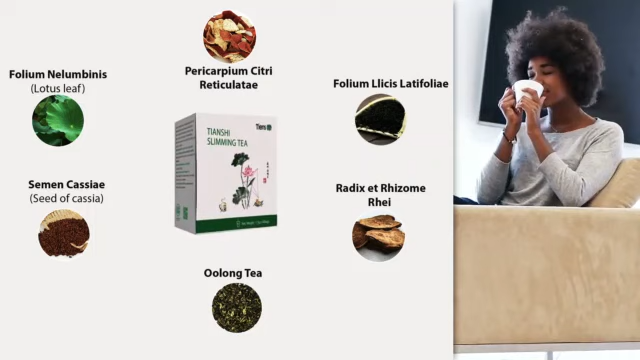 Pericarpium Citri
Reticulatae
Folium Nelumbinis
(Lotus leaf)
Folium Llicis Latifoliae
Tiens
TIANSHI
SLIMMING TEA
Semen Cassiae
(Seed of cassia)
Radix et Rhizome
Rhei
Oolong Tea